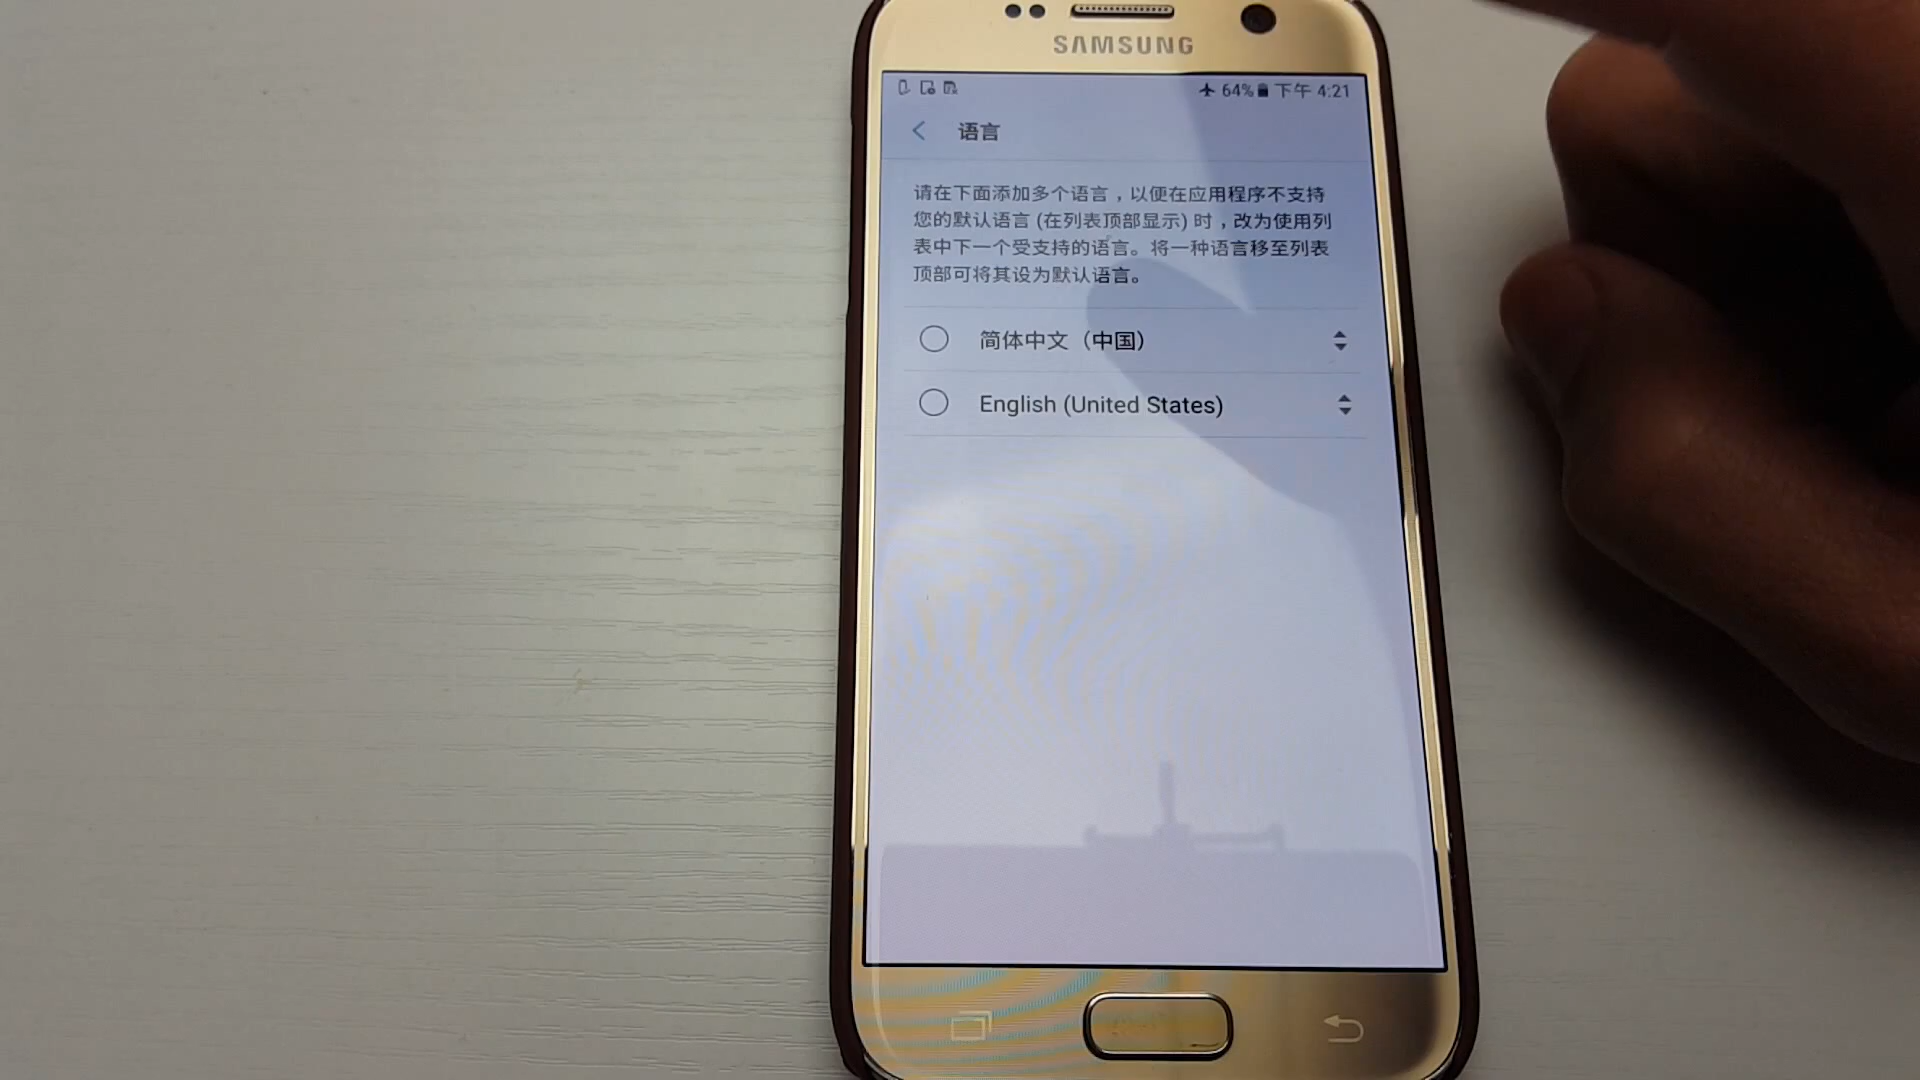 SAMSUNG
64% 下午 4:21
语言
请在下面添加多个语言，以便在应用程序不支持
您的默认语言 (在列表顶部显示) 时，改为使用列
表中下一个受支持的语言。将一种语言移至列表
顶部可将其设为默认语言。
简体中文（中国）
English (United States)